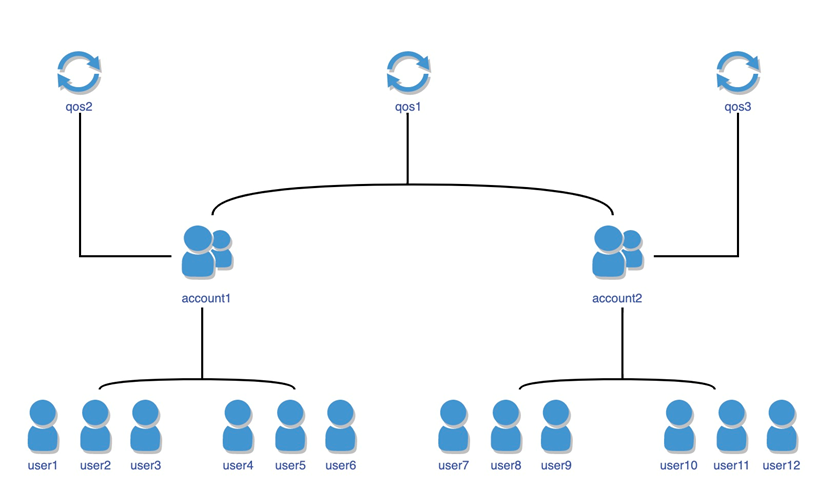 qos2 qos1 qos3
account1 account2
user1 user2 user3 user4 user5 user6 user7 user8 user9 user10 user11 user12